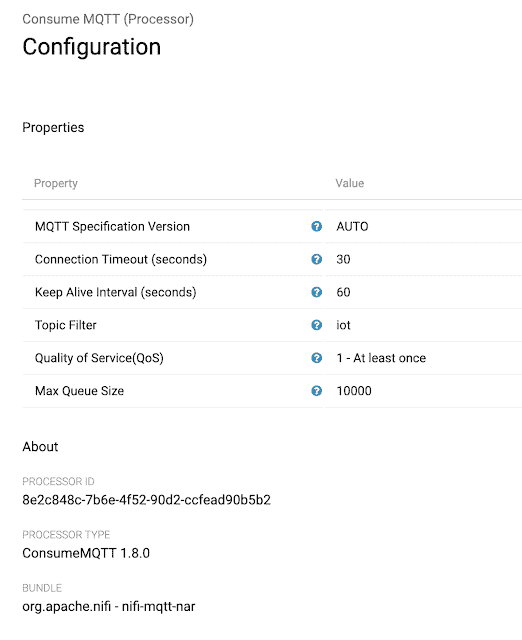 Consume MQTT (Processor)
Configuration
Properties
Property Value
MQTT Specification Version ? AUTO
Connection Timeout (seconds) ? 30
Keep Alive Interval (seconds) ? 60
Topic Filter ? iot
Quality of Service(QoS) ? 1 - At least once
Max Queue Size ? 10000
About
PROCESSOR ID
8e2c848c-7b6e-4f52-90d2-ccfead90b5b2
PROCESSOR TYPE
ConsumeMQTT 1.8.0
BUNDLE
org.apache.nifi - nifi-mqtt-nar